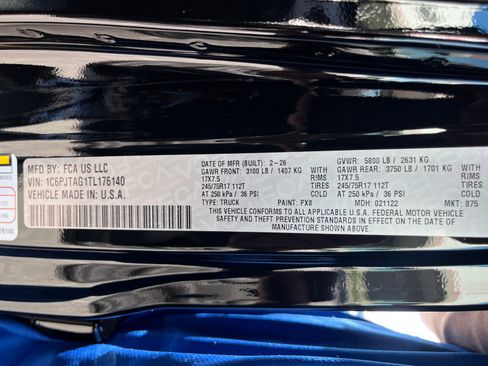 MFD BY: FCA US LLC
VIN: 1C6PJTAG1TL176140
VEHICLE MADE IN: U.S.A.
DATE OF MFR (BUILT): 2-26
GVWR: 5800 LB / 2631 KG
GAWR FRONT: 3100 LB / 1407 KG
GAWR REAR: 3750 LB / 1701 KG
17X7.5 RIMS
17X7.5 RIMS
245/75R17 112T TIRES
245/75R17 112T TIRES
AT 250 kPa / 36 PSI COLD
AT 250 kPa / 36 PSI COLD
TYPE: TRUCK PAINT: PX8 MDH: 021122 MKT: 875
THIS VEHICLE CONFORMS TO ALL APPLICABLE U.S.A. FEDERAL MOTOR VEHICLE
SAFETY AND THEFT PREVENTION STANDARDS IN EFFECT ON THE DATE OF
MANUFACTURE SHOWN ABOVE.